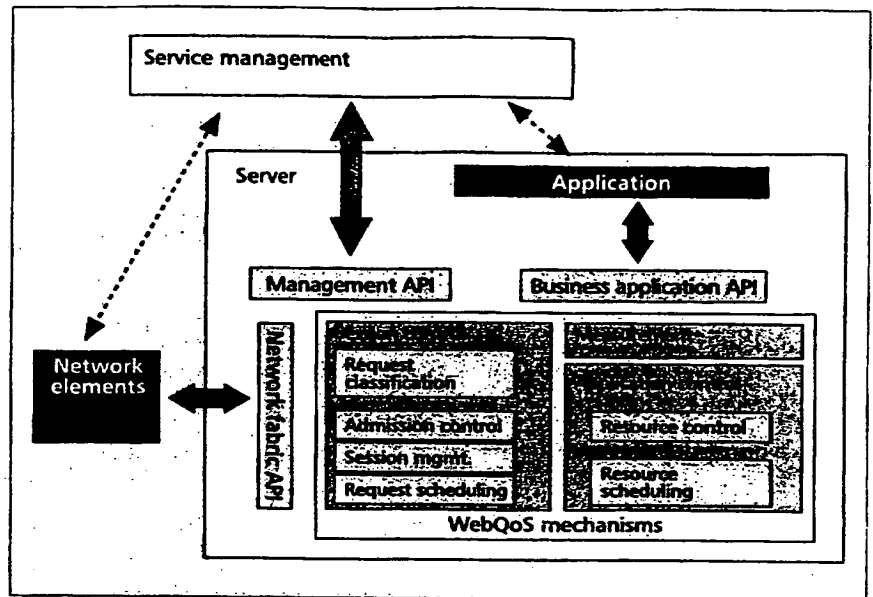 Service management
Server
Application
Management API
Business application API
Network
elements
Network fabric API
Request
classification
Admission control
Session mgmt.
Request scheduling
Resource control
Resource
scheduling
WebQoS mechanisms